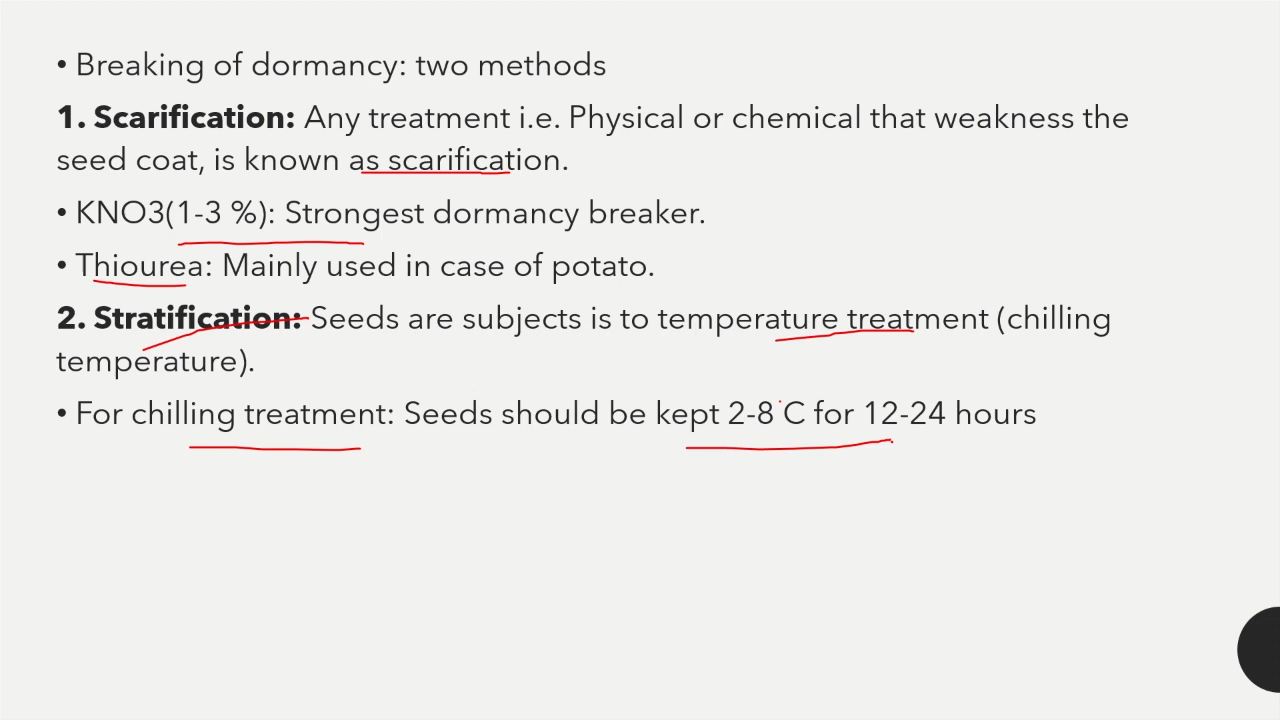 • Breaking of dormancy: two methods
1. Scarification: Any treatment i.e. Physical or chemical that weakness the
seed coat, is known as scarification.
• KNO3(1-3 %): Strongest dormancy breaker.
• Thiourea: Mainly used in case of potato.
2. Stratification: Seeds are subjects is to temperature treatment (chilling
temperature).
• For chilling treatment: Seeds should be kept 2-8 C for 12-24 hours